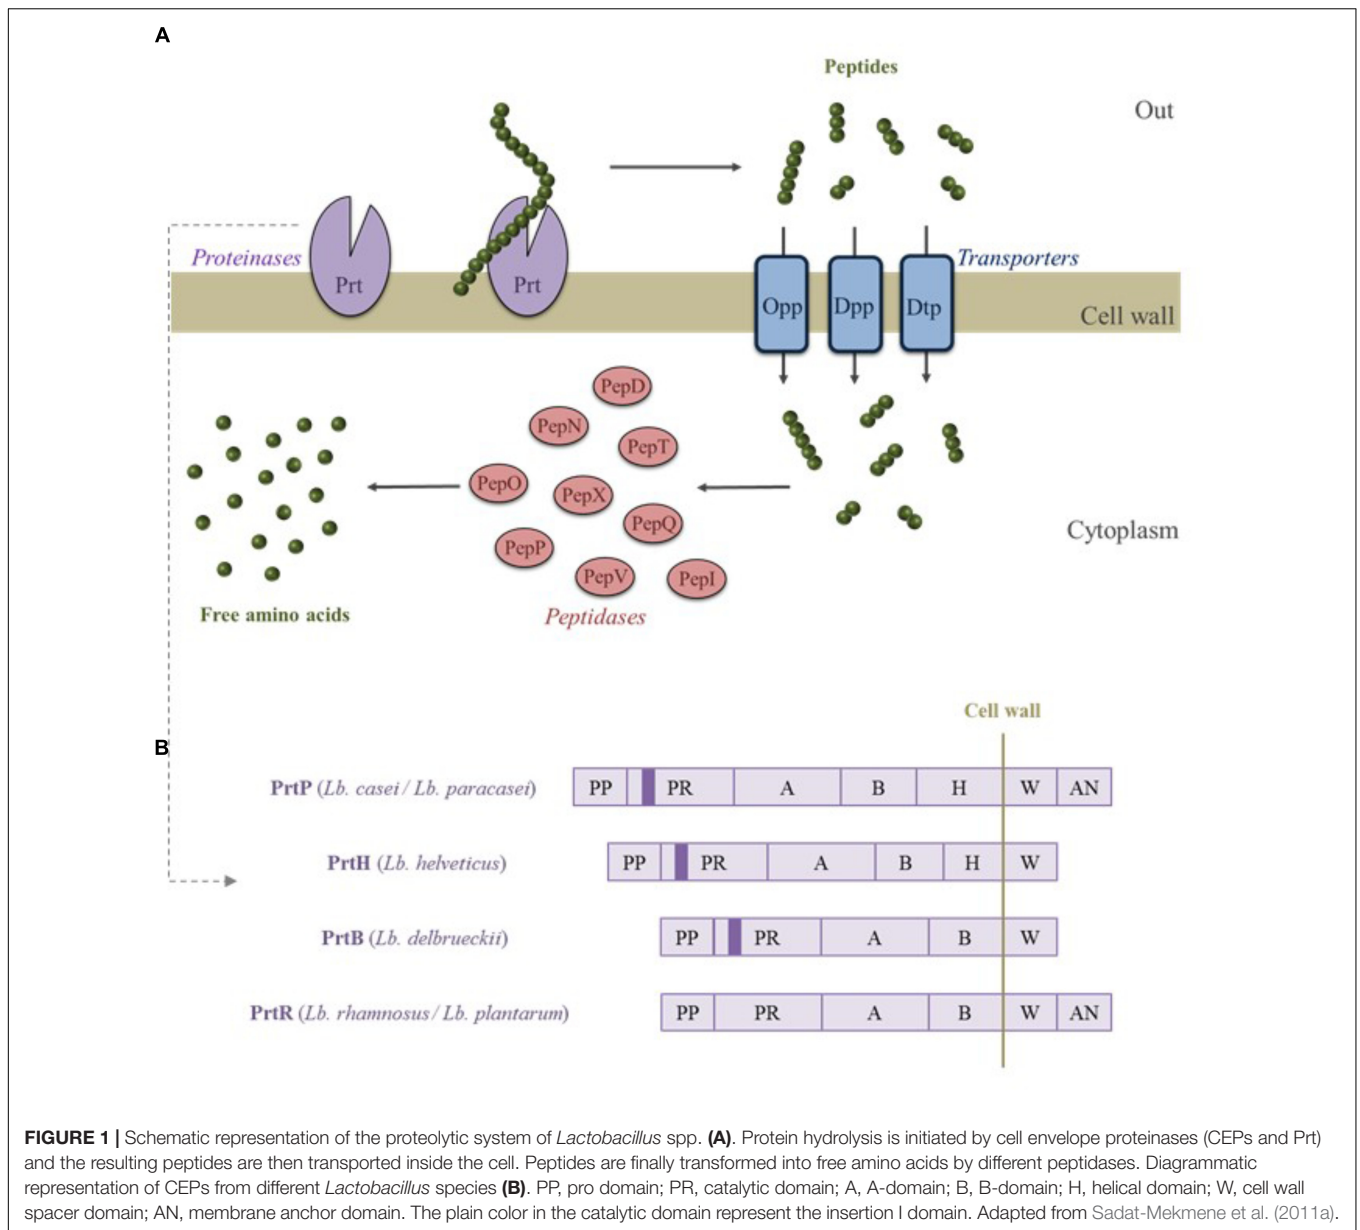 A
Peptides
Out
Proteinases
Prt
Prt
Transporters
Opp
Dpp
Dtp
Cell wall
PepD
PepN
PepT
PepO
PepX
PepQ
PepP
PepV
PepI
Cytoplasm
Free amino acids
Peptidases
Cell wall
B
PrtP (Lb. casei / Lb. paracasei) PP PR A B H W AN
PrtH (Lb. helveticus) PP PR A B H W
PrtB (Lb. delbrueckii) PP PR A B W
PrtR (Lb. rhamnosus / Lb. plantarum) PP PR A B W AN
FIGURE 1 | Schematic representation of the proteolytic system of Lactobacillus spp. (A). Protein hydrolysis is initiated by cell envelope proteinases (CEPs and Prt)
and the resulting peptides are then transported inside the cell. Peptides are finally transformed into free amino acids by different peptidases. Diagrammatic
representation of CEPs from different Lactobacillus species (B). PP, pro domain; PR, catalytic domain; A, A-domain; B, B-domain; H, helical domain; W, cell wall
spacer domain; AN, membrane anchor domain. The plain color in the catalytic domain represent the insertion I domain. Adapted from Sadat-Mekmene et al. (2011a).